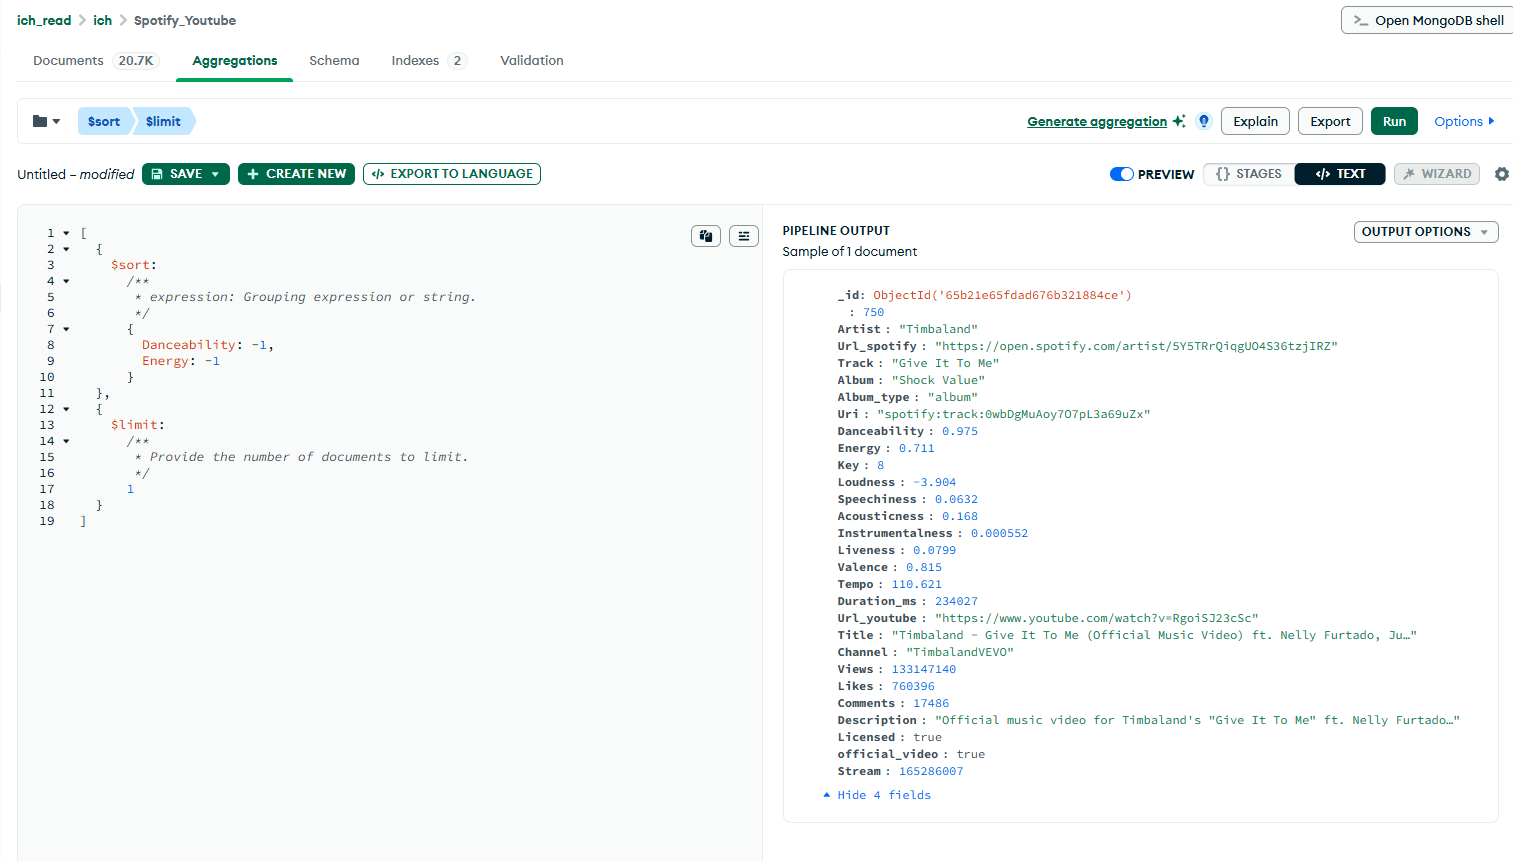 ich_read > ich > Spotify_Youtube
>_ Open MongoDB shell
Documents 20.7K Aggregations Schema Indexes 2 Validation
$sort $limit Generate aggregation Explain Export Run Options
Untitled – modified SAVE + CREATE NEW </> EXPORT TO LANGUAGE PREVIEW {} STAGES </> TEXT WIZARD
1 [
2 {
3 $sort:
4 /**
5 * expression: Grouping expression or string.
6 */
7 {
8 Danceability: -1,
9 Energy: -1
10 }
11 },
12 {
13 $limit:
14 /**
15 * Provide the number of documents to limit.
16 */
17 1
18 }
19 ]
PIPELINE OUTPUT
Sample of 1 document
OUTPUT OPTIONS
_id: ObjectId('65b21e65fdad676b321884ce')
: 750
Artist : "Timbaland"
Url_spotify : "https://open.spotify.com/artist/5Y5TRrQiqgUO4S36tzjIRZ"
Track : "Give It To Me"
Album : "Shock Value"
Album_type : "album"
Uri : "spotify:track:0wbDgMuAoy7O7pL3a69uZx"
Danceability : 0.975
Energy : 0.711
Key : 8
Loudness : -3.904
Speechiness : 0.0632
Acousticness : 0.168
Instrumentalness : 0.000552
Liveness : 0.0799
Valence : 0.815
Tempo : 110.621
Duration_ms : 234027
Url_youtube : "https://www.youtube.com/watch?v=RgoiSJ23cSc"
Title : "Timbaland - Give It To Me (Official Music Video) ft. Nelly Furtado, Ju…"
Channel : "TimbalandVEVO"
Views : 133147140
Likes : 760396
Comments : 17486
Description : "Official music video for Timbaland's "Give It To Me" ft. Nelly Furtado…"
Licensed : true
official_video : true
Stream : 165286007
Hide 4 fields